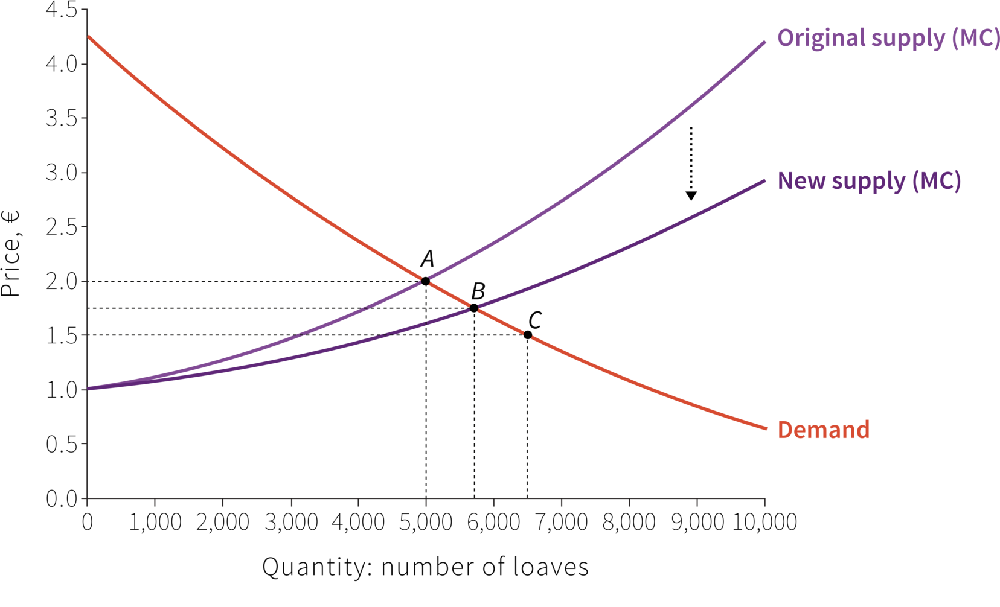 Price, €
4.5
4.0
3.5
3.0
2.5
2.0
1.5
1.0
0.5
0.0
Original supply (MC)
New supply (MC)
A
B
C
Demand
0 1,000 2,000 3,000 4,000 5,000 6,000 7,000 8,000 9,000 10,000
Quantity: number of loaves